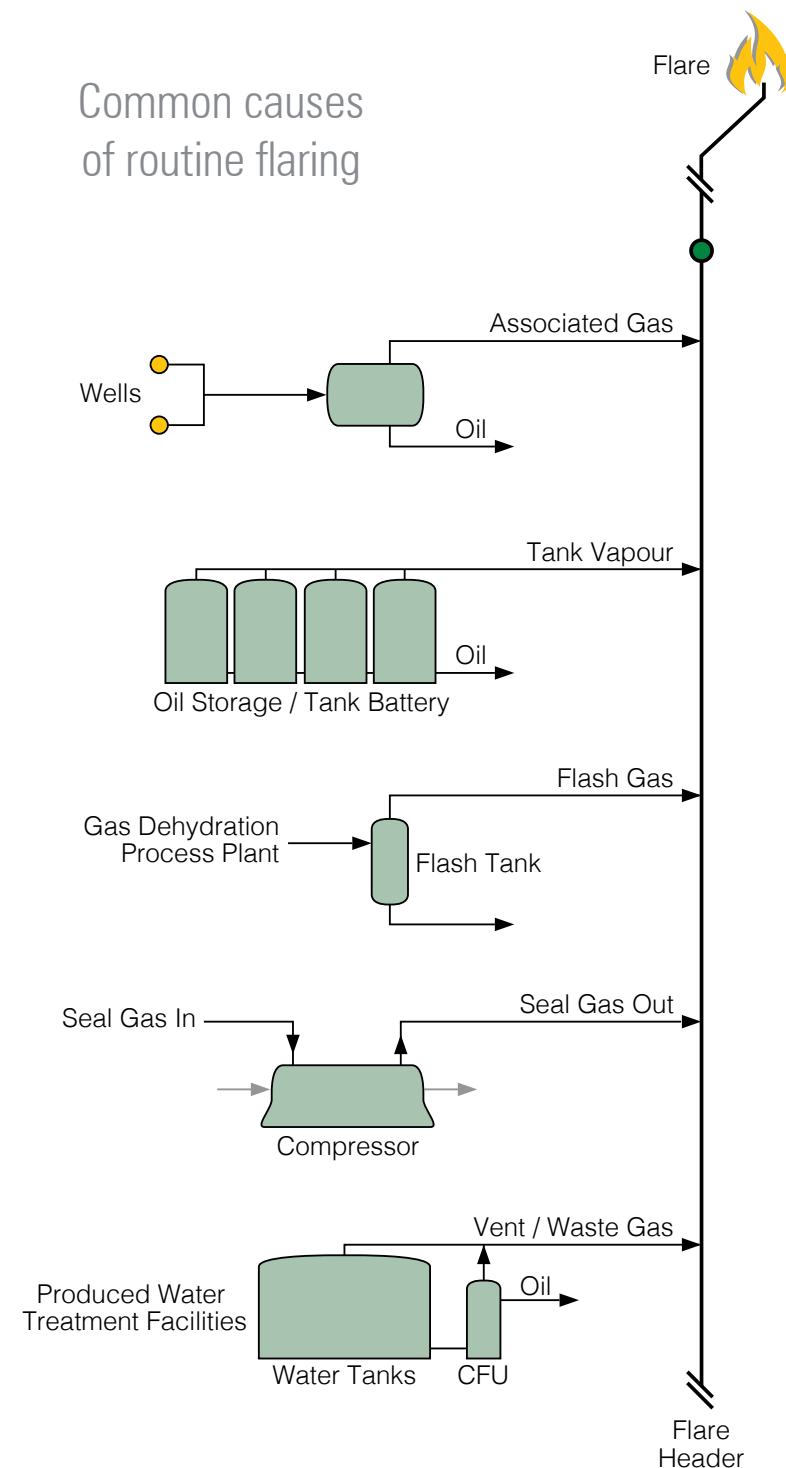 Flare
Common causes
of routine flaring
Associated Gas
Wells
Oil
Tank Vapour
Oil
Oil Storage / Tank Battery
Flash Gas
Gas Dehydration
Process Plant
Flash Tank
Seal Gas Out
Seal Gas In
Compressor
Vent / Waste Gas
Oil
Produced Water
Treatment Facilities
Water Tanks
CFU
Flare
Header